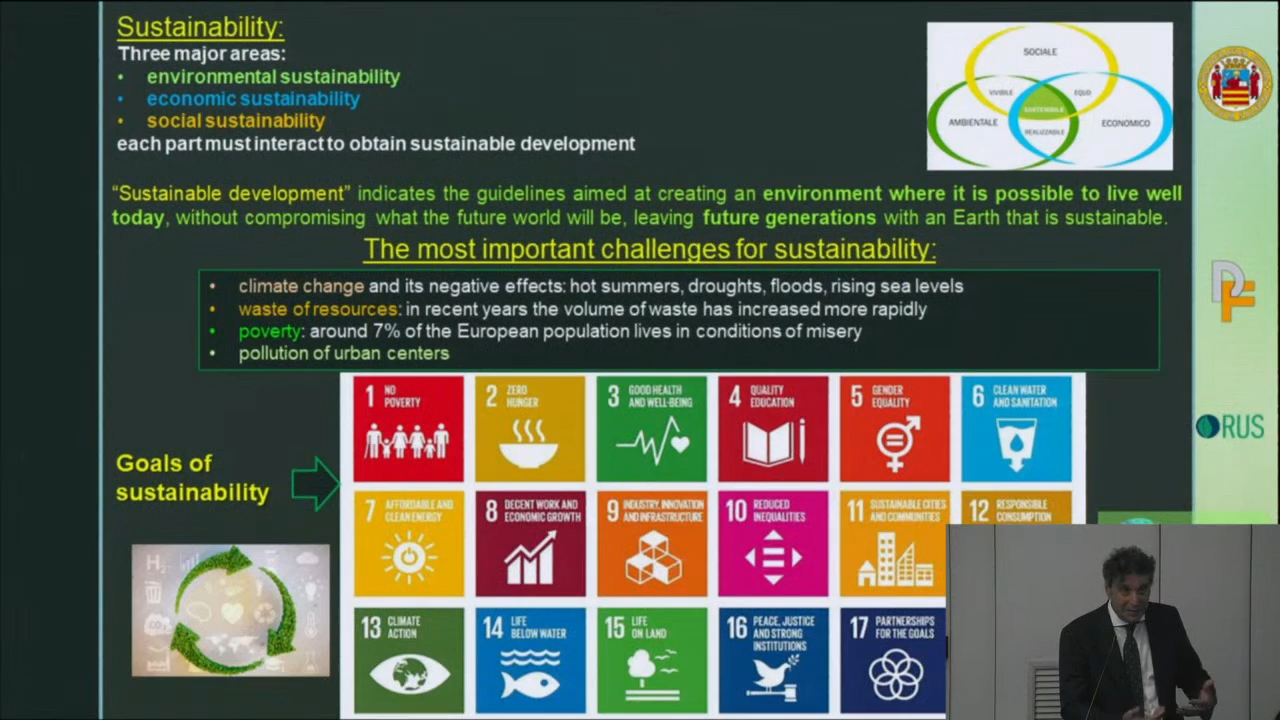 Sustainability:
Three major areas:
• environmental sustainability
• economic sustainability
• social sustainability
each part must interact to obtain sustainable development
SOCIALE
VIVIBILE
EQUO
SOSTENIBILE
AMBIENTALE
ECONOMICO
REALIZZABILE
“Sustainable development” indicates the guidelines aimed at creating an environment where it is possible to live well
today, without compromising what the future world will be, leaving future generations with an Earth that is sustainable.
The most important challenges for sustainability:
• climate change and its negative effects: hot summers, droughts, floods, rising sea levels
• waste of resources: in recent years the volume of waste has increased more rapidly
• poverty: around 7% of the European population lives in conditions of misery
• pollution of urban centers
Goals of
sustainability
1 NO
POVERTY
2 ZERO
HUNGER
3 GOOD HEALTH
AND WELL-BEING
4 QUALITY
EDUCATION
5 GENDER
EQUALITY
6 CLEAN WATER
AND SANITATION
7 AFFORDABLE AND
CLEAN ENERGY
8 DECENT WORK AND
ECONOMIC GROWTH
9 INDUSTRY, INNOVATION
AND INFRASTRUCTURE
10 REDUCED
INEQUALITIES
11 SUSTAINABLE CITIES
AND COMMUNITIES
12 RESPONSIBLE
CONSUMPTION
13 CLIMATE
ACTION
14 LIFE
BELOW WATER
15 LIFE
ON LAND
16 PEACE, JUSTICE
AND STRONG
INSTITUTIONS
17 PARTNERSHIPS
FOR THE GOALS
H₂
CO₂
DF
ORUS